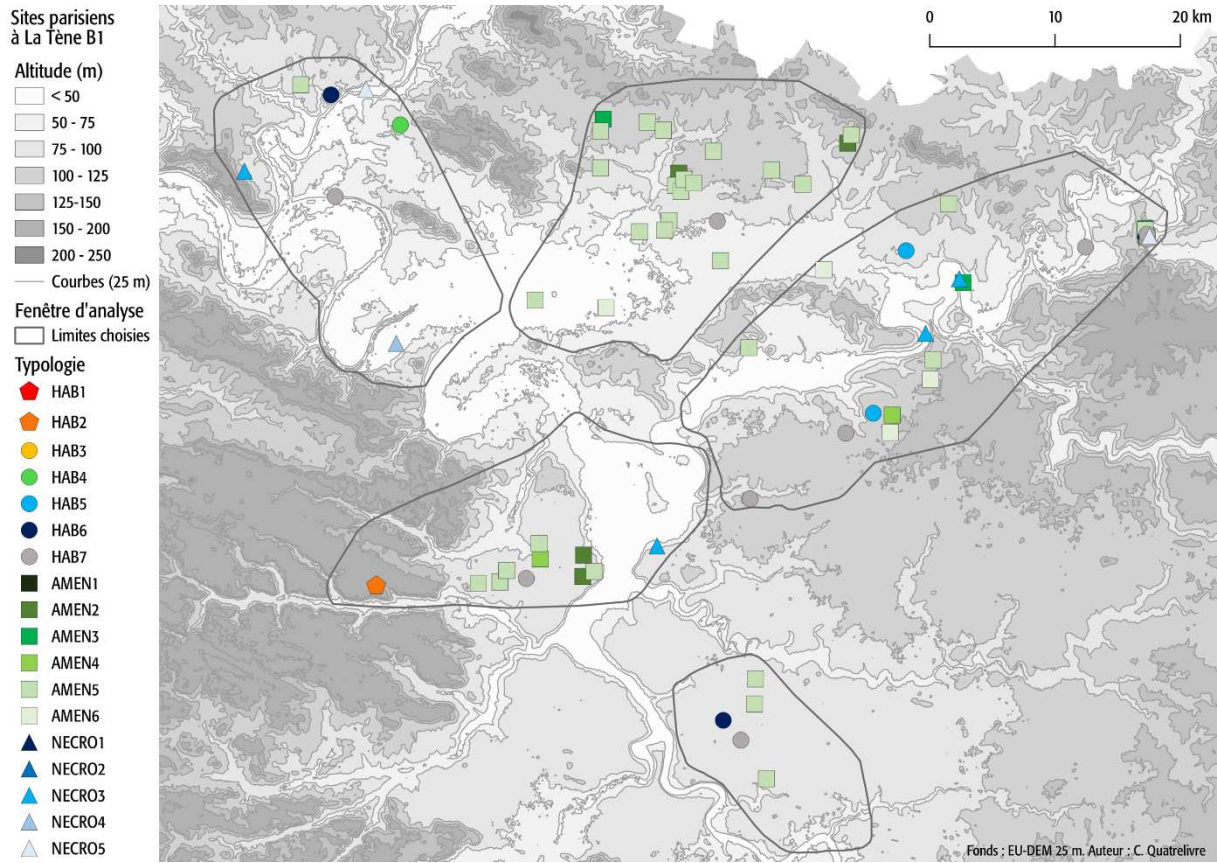 Sites parisiens
à La Tène B1
Altitude (m)
< 50
50 - 75
75 - 100
100 - 125
125-150
150 - 200
200 - 250
Courbes (25 m)
Fenêtre d'analyse
Limites choisies
Typologie
HAB1
HAB2
HAB3
HAB4
HAB5
HAB6
HAB7
AMEN1
AMEN2
AMEN3
AMEN4
AMEN5
AMEN6
NECRO1
NECRO2
NECRO3
NECRO4
NECRO5
0 10 20 km
Fonds : EU-DEM 25 m. Auteur : C. Quatrelivre